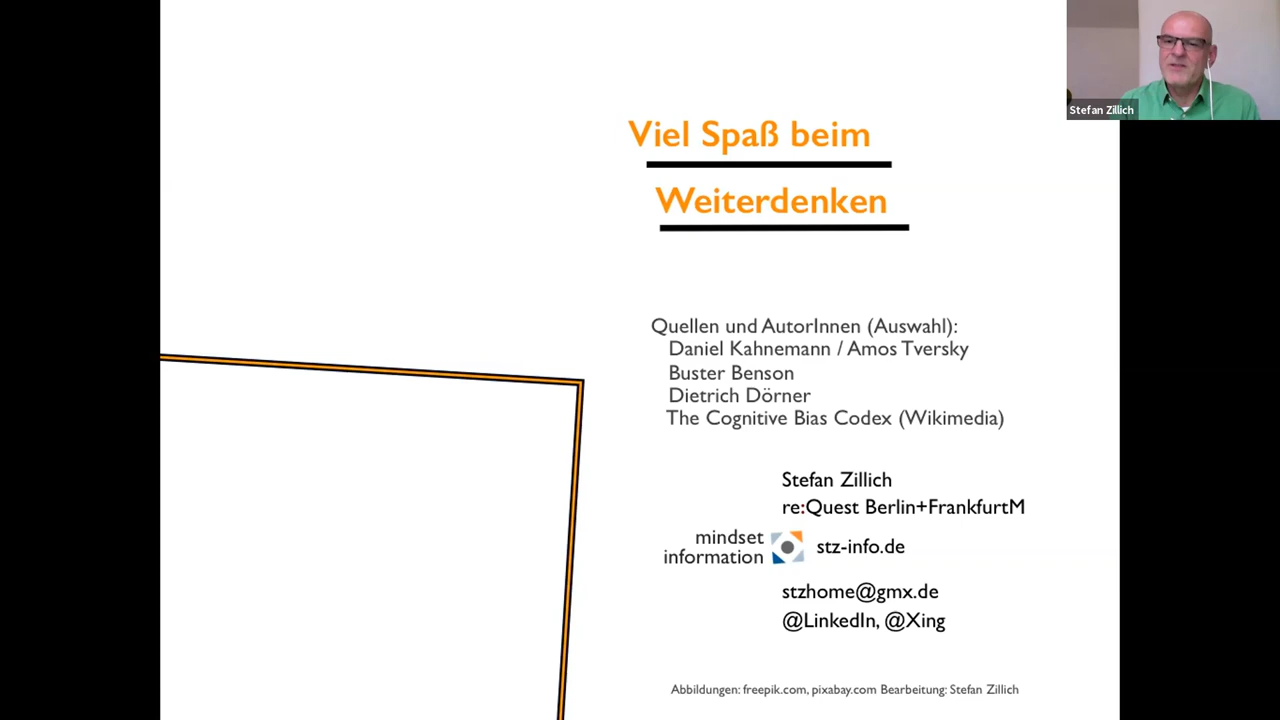 Stefan Zillich
Viel Spaß beim
Weiterdenken
Quellen und AutorInnen (Auswahl):
Daniel Kahnemann / Amos Tversky
Buster Benson
Dietrich Dörner
The Cognitive Bias Codex (Wikimedia)
Stefan Zillich
re:Quest Berlin+FrankfurtM
mindset
information
stz-info.de
stzhome@gmx.de
@LinkedIn, @Xing
Abbildungen: freepik.com, pixabay.com Bearbeitung: Stefan Zillich